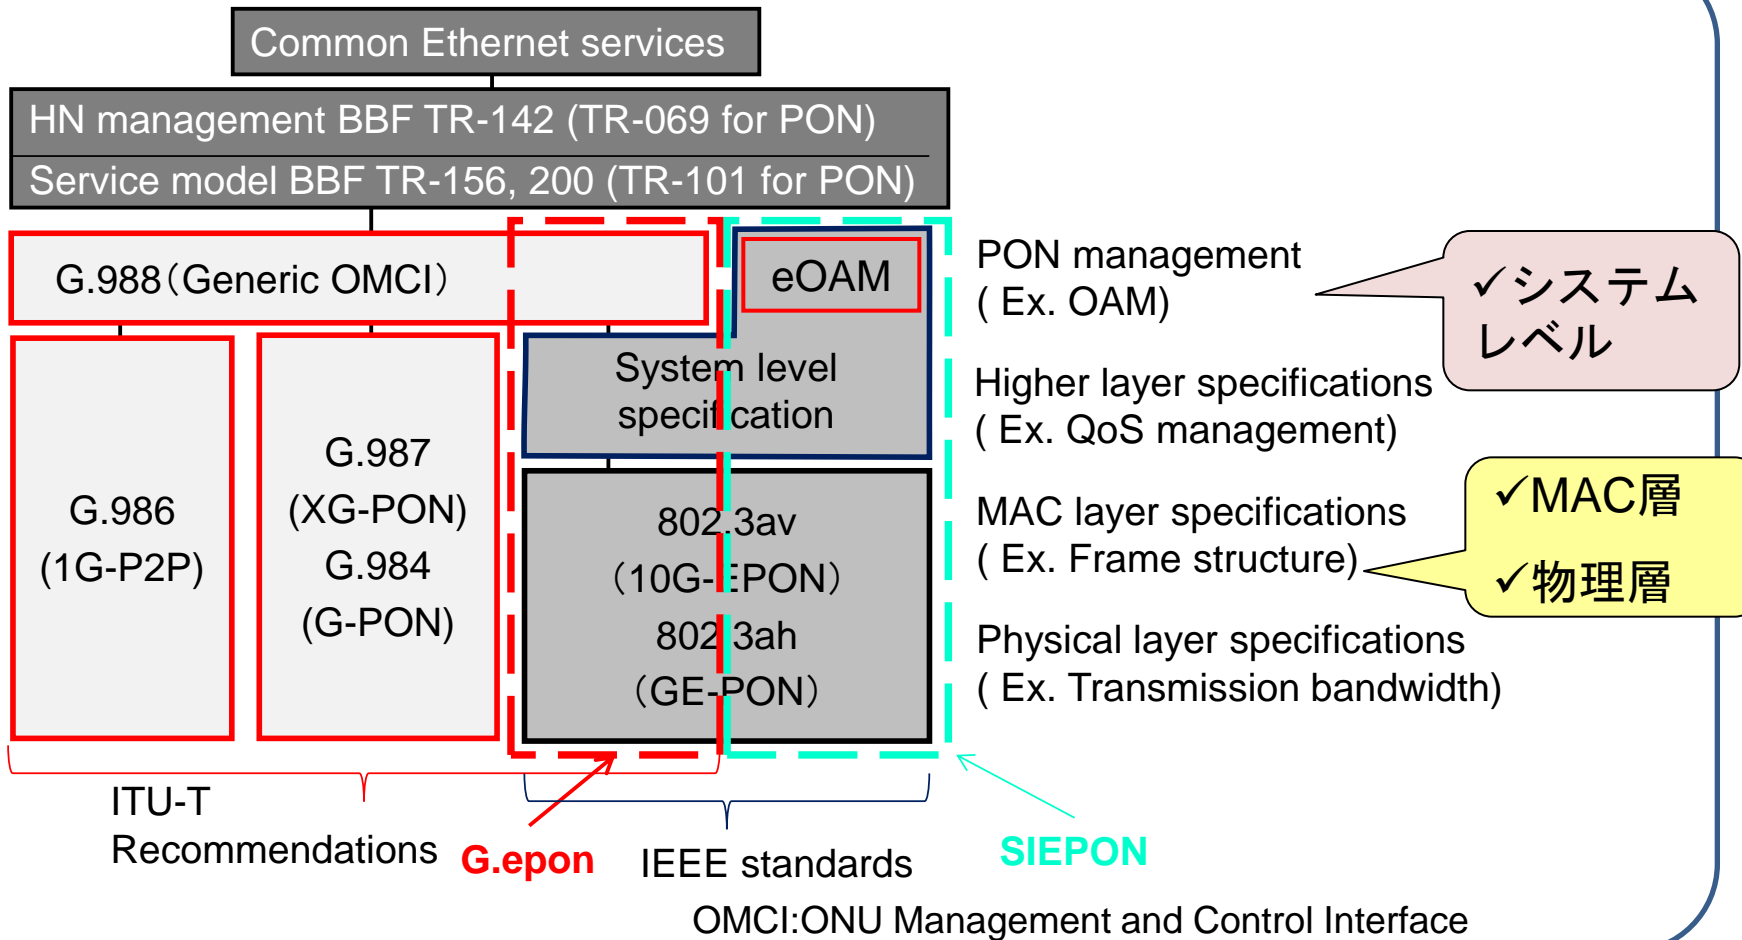 Common Ethernet services
HN management BBF TR-142 (TR-069 for PON)
Service model BBF TR-156, 200 (TR-101 for PON)
G.988（Generic OMCI）
eOAM
System level
specification
G.986
(1G-P2P)
G.987
(XG-PON)
G.984
(G-PON)
802.3av
（10G-EPON）
802.3ah
（GE-PON）
PON management
( Ex. OAM)
Higher layer specifications
( Ex. QoS management)
MAC layer specifications
( Ex. Frame structure)
Physical layer specifications
( Ex. Transmission bandwidth)
✓システム
レベル
✓MAC層
✓物理層
ITU-T
Recommendations
G.epon
IEEE standards
SIEPON
OMCI:ONU Management and Control Interface